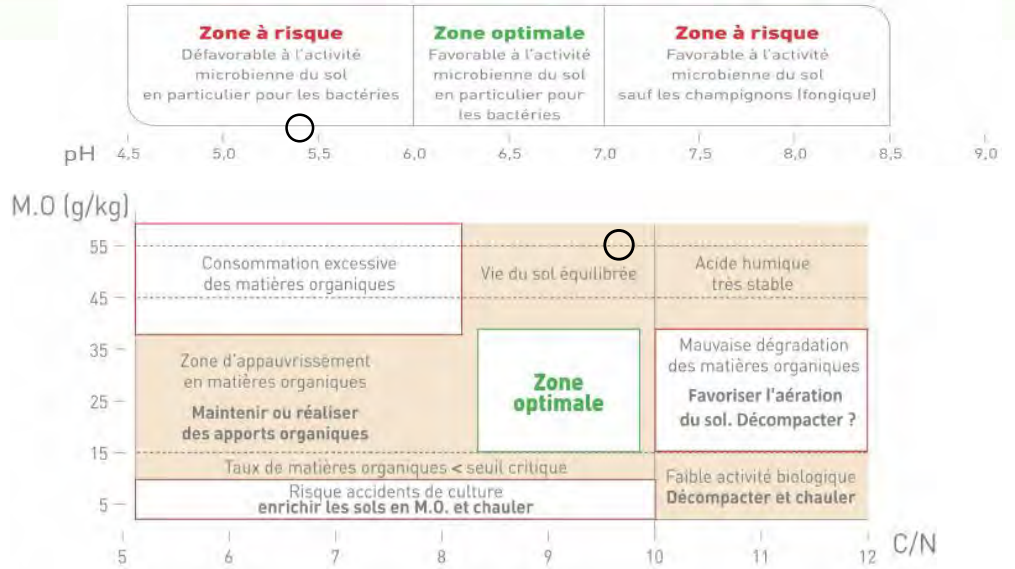 Zone à risque
Défavorable à l'activité
microbienne du sol
en particulier pour les bactéries
Zone optimale
Favorable à l'activité
microbienne du sol
en particulier pour
les bactéries
Zone à risque
Favorable à l'activité
microbienne du sol
sauf les champignons (fongique)
pH 4,5 5,0 5,5 6,0 6,5 7,0 7,5 8,0 8,5 9,0
M.O (g/kg)
55
Consommation excessive
des matières organiques
Vie du sol équilibrée
Acide humique
très stable
45
35
Zone d'appauvrissement
en matières organiques
Maintenir ou réaliser
des apports organiques
Zone
optimale
Mauvaise dégradation
des matières organiques
Favoriser l'aération
du sol. Décompacter ?
25
15
Taux de matières organiques < seuil critique
Risque accidents de culture
enrichir les sols en M.O. et chauler
Faible activité biologique
Décompacter et chauler
5
5 6 7 8 9 10 11 12 C/N